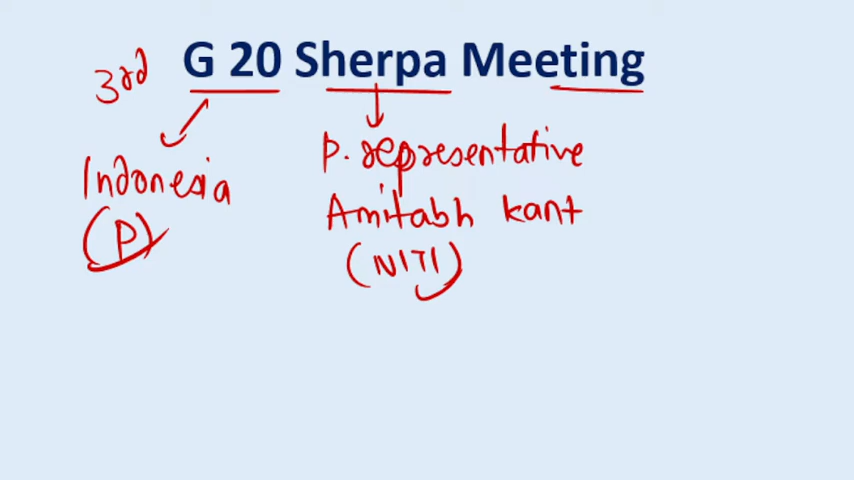 3rd
G 20 Sherpa Meeting
P. representative
Indonesia
Amitabh kant
(P)
(NITI)